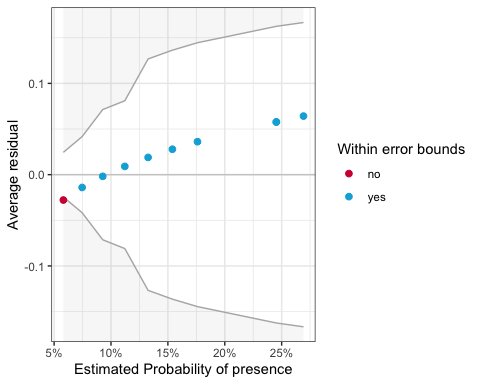 0.1
0.0
-0.1
Average residual
5%
10%
15%
20%
25%
Estimated Probability of presence
Within error bounds
no
yes